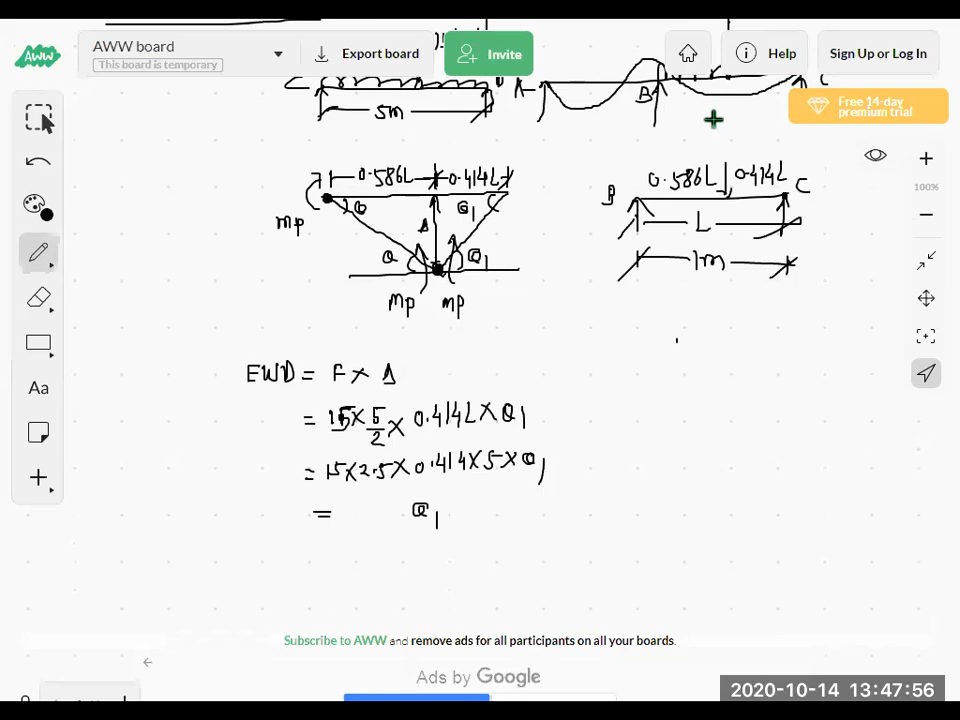 AWW board
This board is temporary
Export board
Invite
Help
Sign Up or Log In
AWW
Free 14-day
premium trial
100%
5m
B
0.586L 0.414L
Mp
θ θ1 C
Δ
θ θ1
Mp Mp
B 0.586L 0.414L C
L
1m
EWD = F × Δ
= 15 × 5/2 × 0.414L × θ1
= 15 × 2.5 × 0.414 × 5 × θ1
= θ1
Aa
Subscribe to AWW and remove ads for all participants on all your boards.
Ads by Google
2020-10-14 13:47:56